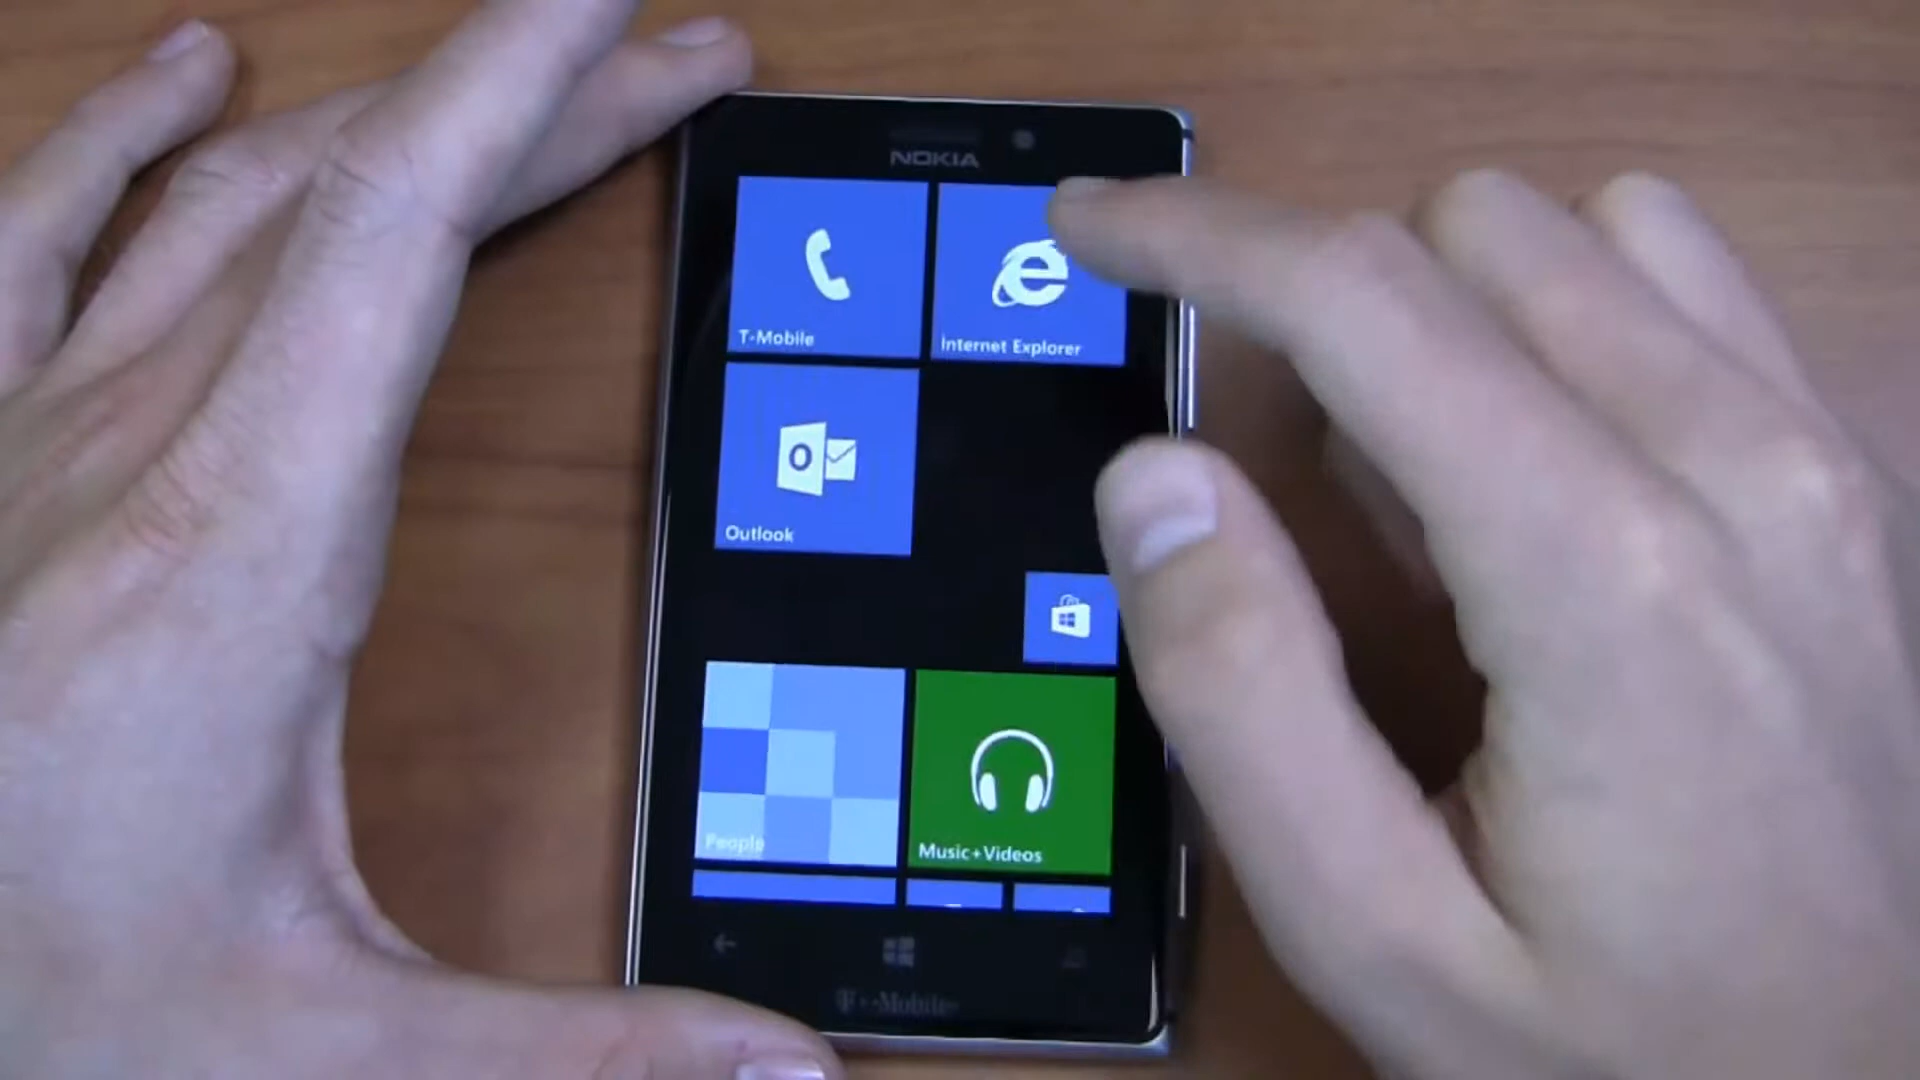 NOKIA
T-Mobile
Internet Explorer
Outlook
People
Music+Videos
T-Mobile